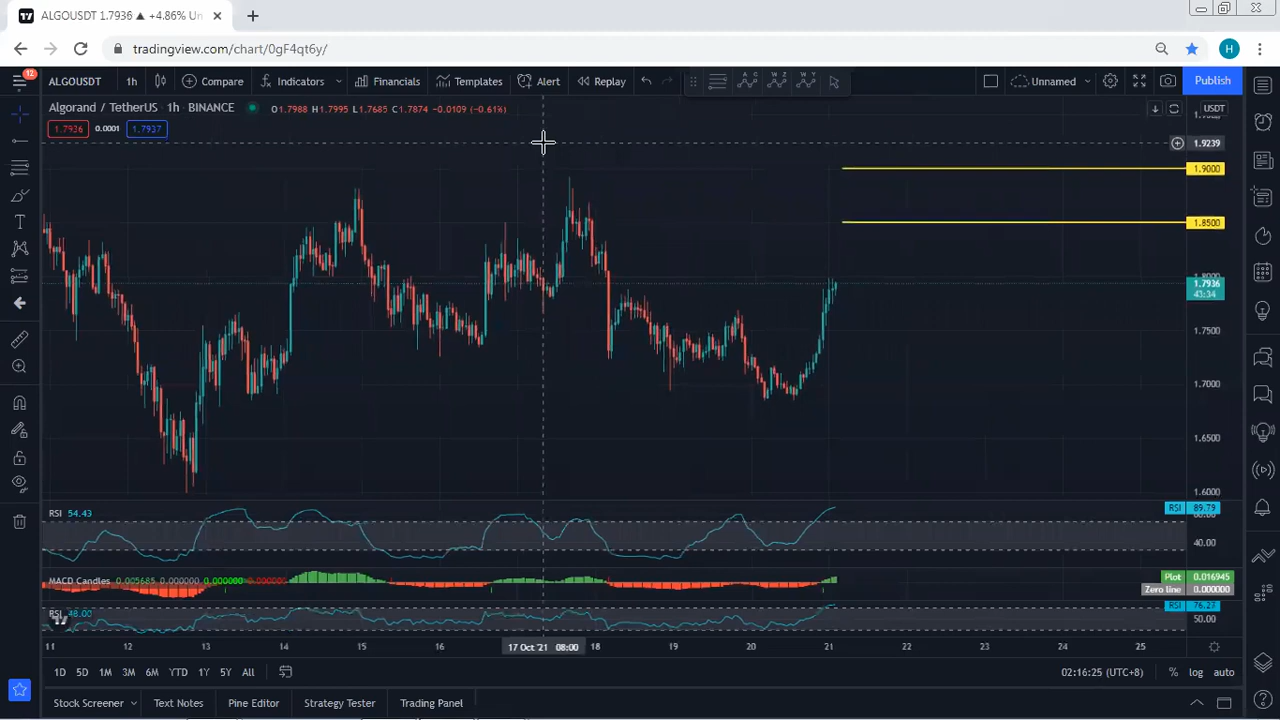 ALGOUSDT 1.7936 ▲ +4.86% Un
tradingview.com/chart/0gF4qt6y/
H
12
ALGOUSDT 1h Compare Indicators Financials Templates Alert Replay Unnamed Publish
Algorand / TetherUS · 1h · BINANCE O1.7988 H1.7995 L1.7685 C1.7874 −0.0109 (−0.61%)
USDT
1.7936 0.0001 1.7937
1.9239
1.9000
1.8500
1.7936
43:34
1.7500
1.7000
1.6500
1.6000
RSI 54.43
RSI 89.79
40.00
MACD Candles 0.005685 0.000000 0.000000 0.000000
Plot 0.016945
Zero line 0.000000
RSI 48.00
RSI 76.27
50.00
11 12 13 14 15 16 17 Oct '21 08:00 18 19 20 21 22 23 24 25
1D 5D 1M 3M 6M YTD 1Y 5Y All 02:16:25 (UTC+8) % log auto
Stock Screener Text Notes Pine Editor Strategy Tester Trading Panel